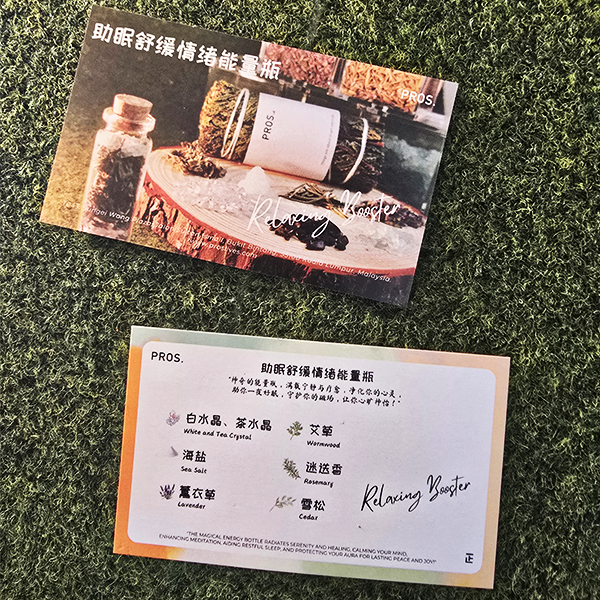 助眠舒缓情绪能量瓶
PROS.
PROS.
Relaxing Booster
Bukit Bintang
Kuala Lumpur, Malaysia
PROS.
助眠舒缓情绪能量瓶
“神奇的能量瓶，满载宁静与疗愈，净化你的心灵，
助你一夜好眠，守护你的磁场，让你心旷神怡！”
白水晶、茶水晶
White and Tea Crystal
艾草
Wormwood
海盐
Sea Salt
迷迭香
Rosemary
薰衣草
Lavender
雪松
Cedar
Relaxing Booster
"THE MAGICAL ENERGY BOTTLE RADIATES SERENITY AND HEALING, CALMING YOUR MIND,
ENHANCING MEDITATION, AIDING RESTFUL SLEEP, AND PROTECTING YOUR AURA FOR LASTING PEACE AND JOY!"
正